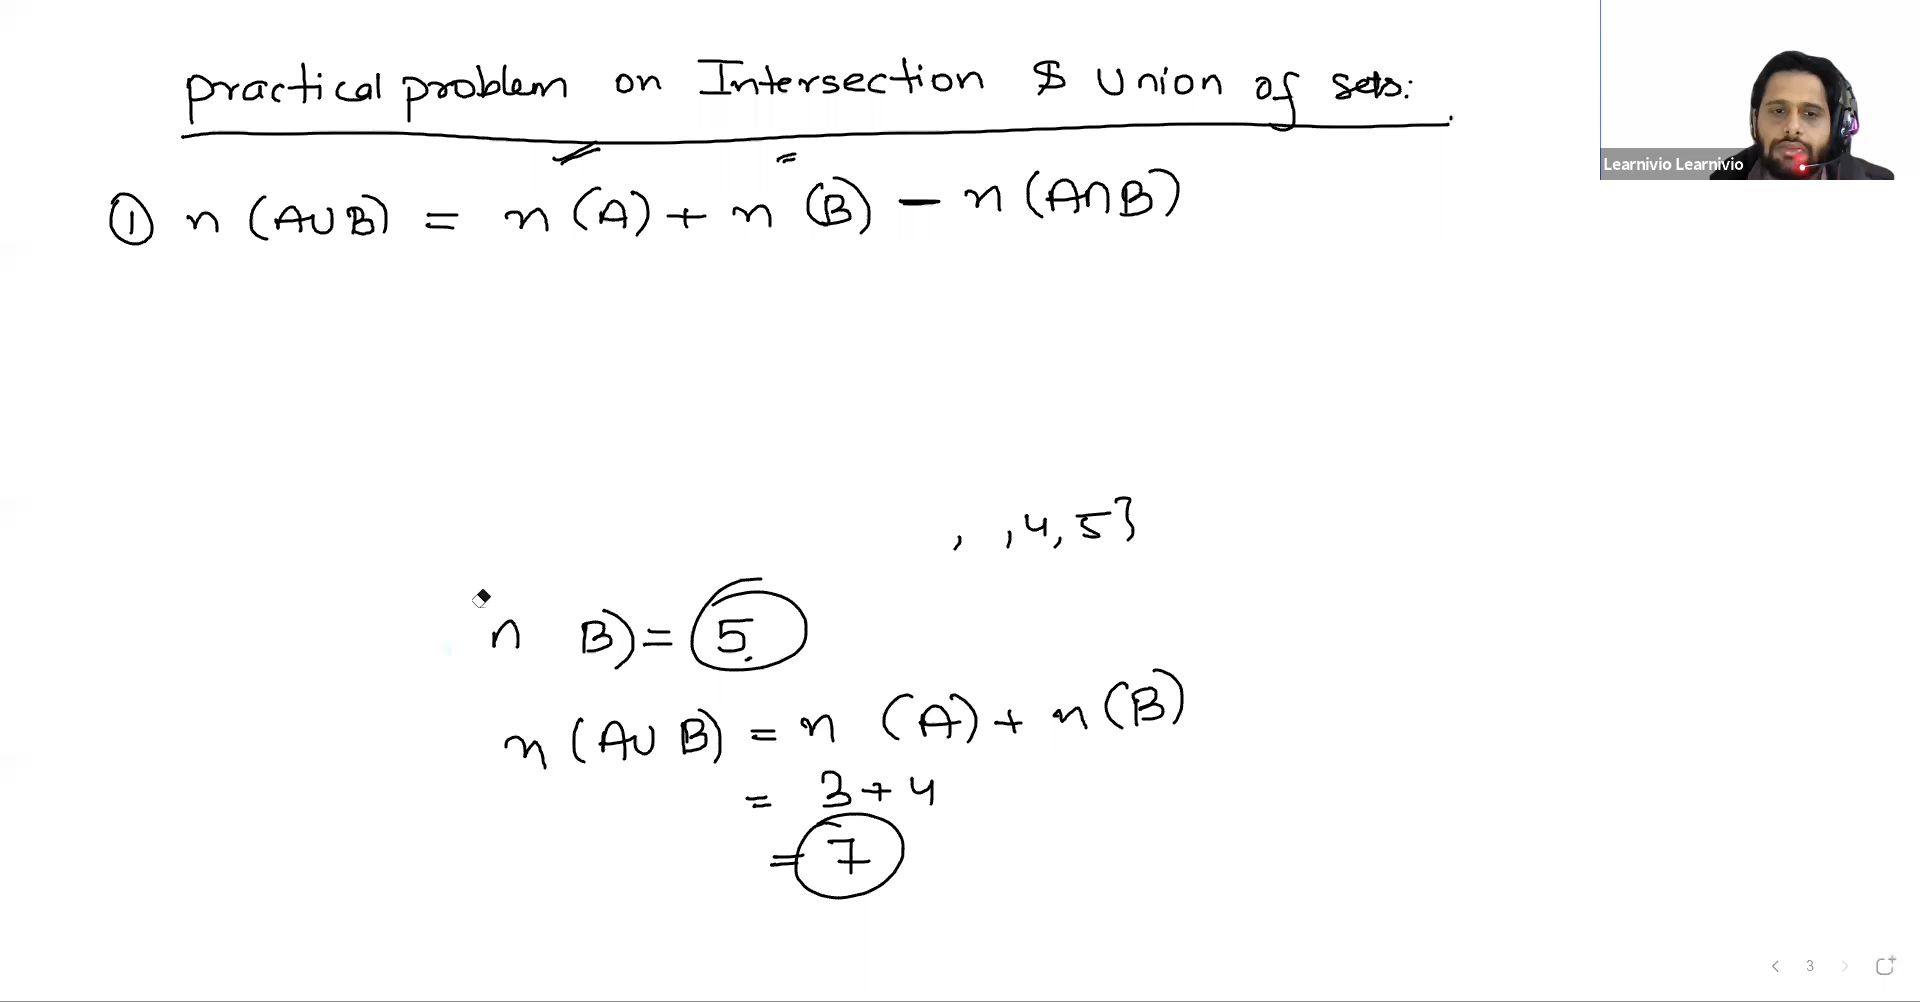 practical problem on Intersection & Union of sets:
Learnivio Learnivio
① n (A∪B) = n (A) + n (B) − n (A∩B)
, ,4,5}
n B) = 5.
n (A∪B) = n (A) + n (B)
= 3+4
= 7
3